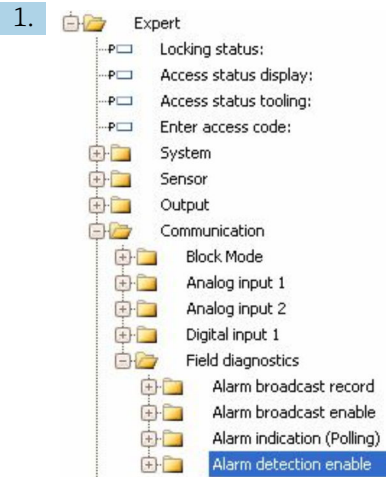 1.
Expert
Locking status:
Access status display:
Access status tooling:
Enter access code:
System
Sensor
Output
Communication
Block Mode
Analog input 1
Analog input 2
Digital input 1
Field diagnostics
Alarm broadcast record
Alarm broadcast enable
Alarm indication (Polling)
Alarm detection enable